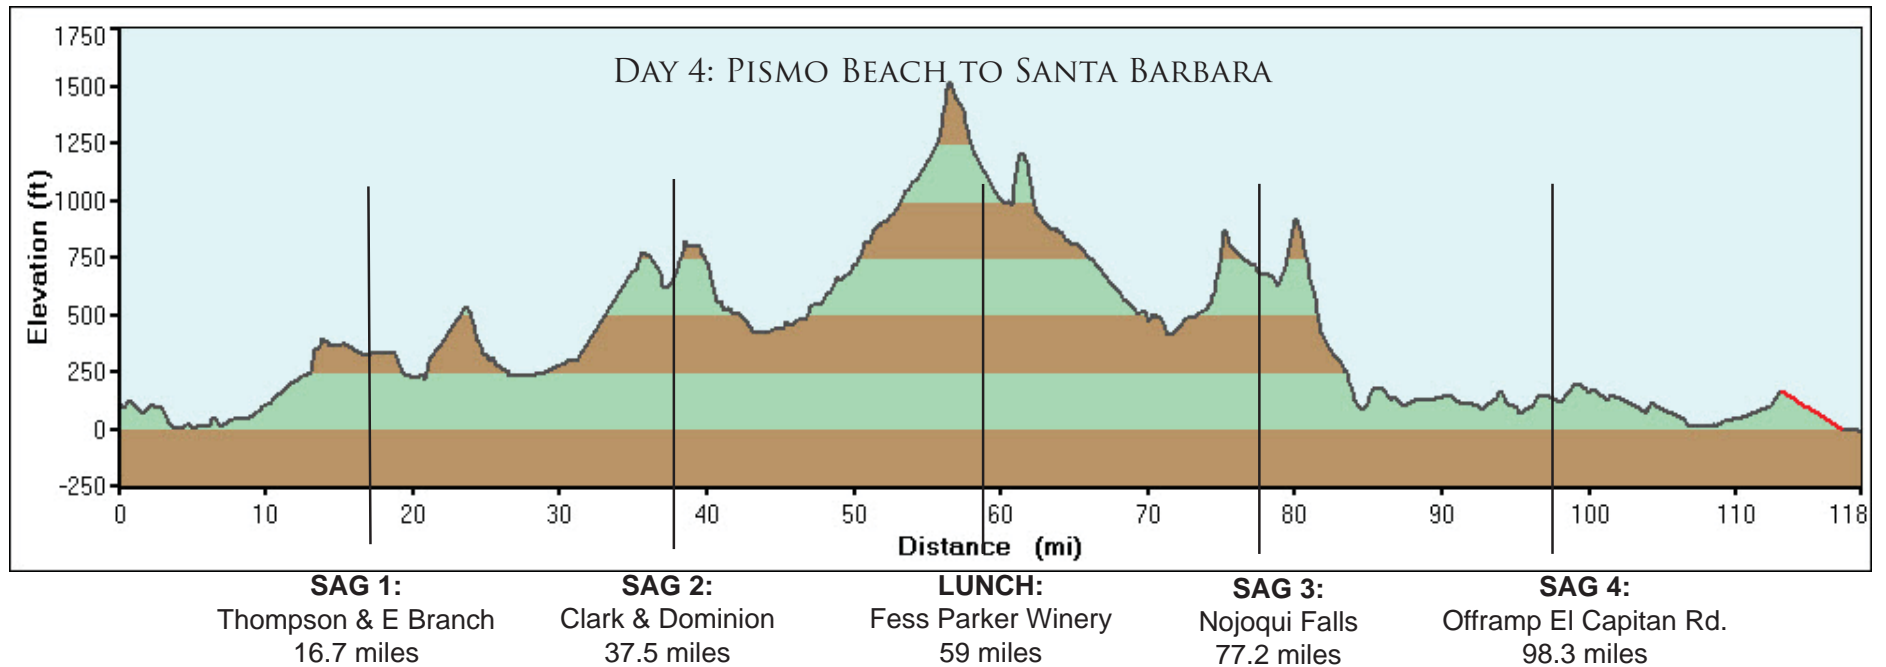 Day 4: Pismo Beach to Santa Barbara
1750
1500
1250
1000
750
500
250
0
-250
Elevation (ft)
0 10 20 30 40 50 60 70 80 90 100 110 118
Distance (mi)
SAG 1:
Thompson & E Branch
16.7 miles
SAG 2:
Clark & Dominion
37.5 miles
LUNCH:
Fess Parker Winery
59 miles
SAG 3:
Nojoqui Falls
77.2 miles
SAG 4:
Offramp El Capitan Rd.
98.3 miles